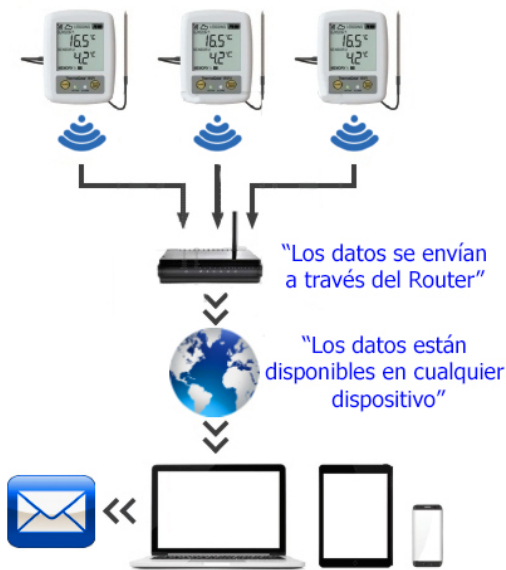 16.5°C
4.2°C
16.5°C
4.2°C
16.5°C
4.2°C
“Los datos se envían
a través del Router”
“Los datos están
disponibles en cualquier
dispositivo”